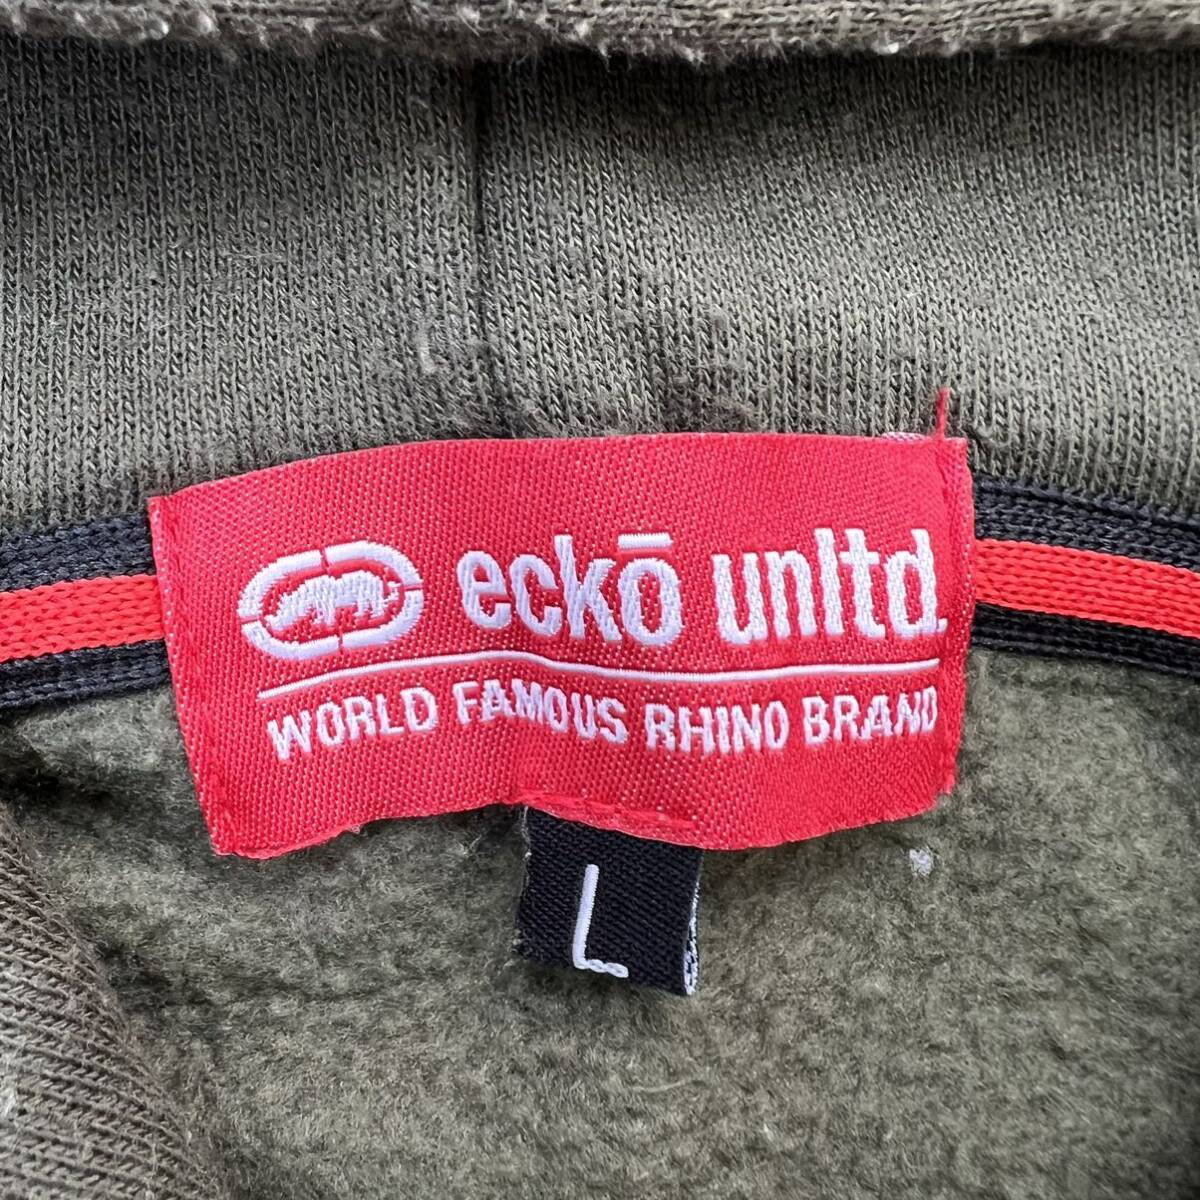 eckō unltd.
WORLD FAMOUS RHINO BRAND
L